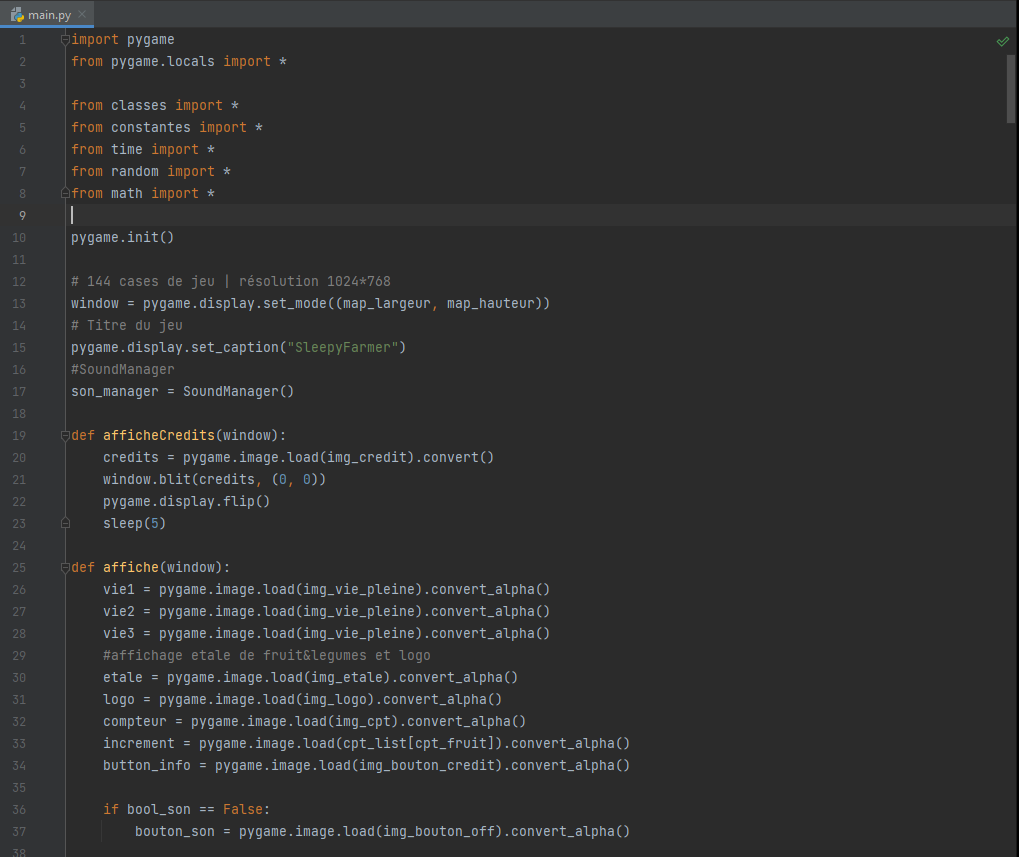 main.py
1 import pygame
2 from pygame.locals import *
3
4 from classes import *
5 from constantes import *
6 from time import *
7 from random import *
8 from math import *
9
10 pygame.init()
11
12 # 144 cases de jeu | résolution 1024*768
13 window = pygame.display.set_mode((map_largeur, map_hauteur))
14 # Titre du jeu
15 pygame.display.set_caption("SleepyFarmer")
16 #SoundManager
17 son_manager = SoundManager()
18
19 def afficheCredits(window):
20     credits = pygame.image.load(img_credit).convert()
21     window.blit(credits, (0, 0))
22     pygame.display.flip()
23     sleep(5)
24
25 def affiche(window):
26     vie1 = pygame.image.load(img_vie_pleine).convert_alpha()
27     vie2 = pygame.image.load(img_vie_pleine).convert_alpha()
28     vie3 = pygame.image.load(img_vie_pleine).convert_alpha()
29     #affichage etale de fruit&legumes et logo
30     etale = pygame.image.load(img_etale).convert_alpha()
31     logo = pygame.image.load(img_logo).convert_alpha()
32     compteur = pygame.image.load(img_cpt).convert_alpha()
33     increment = pygame.image.load(cpt_list[cpt_fruit]).convert_alpha()
34     button_info = pygame.image.load(img_bouton_credit).convert_alpha()
35
36     if bool_son == False:
37         bouton_son = pygame.image.load(img_bouton_off).convert_alpha()
38